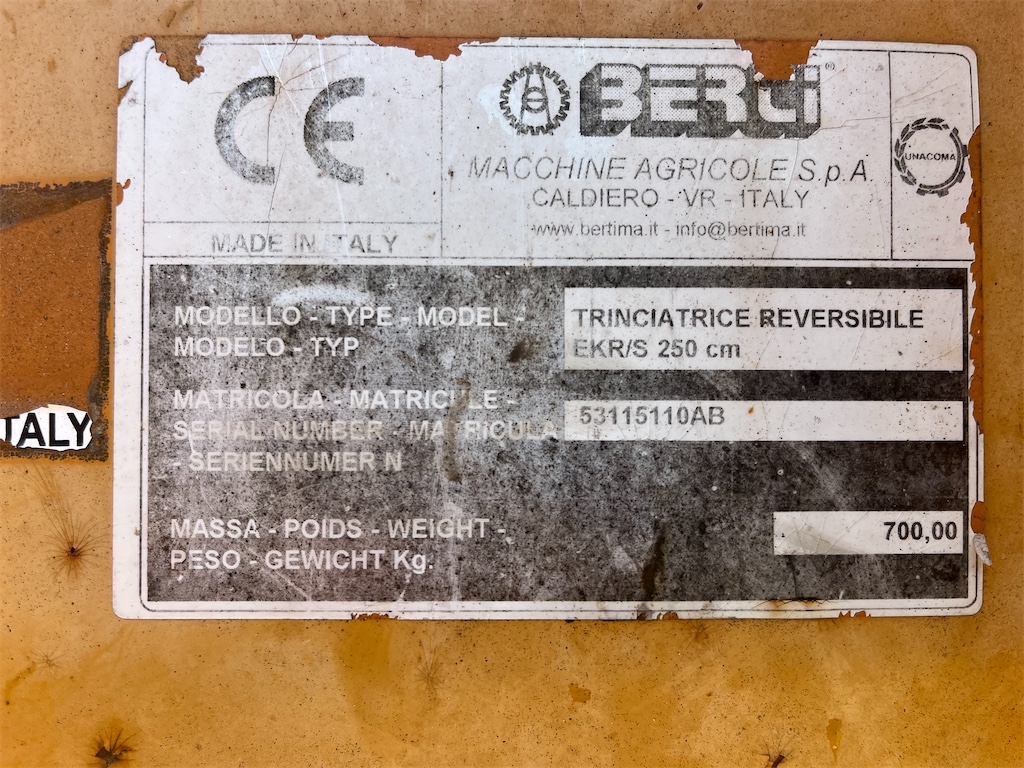 CE
BERTI®
MACCHINE AGRICOLE S.p.A.
CALDIERO - VR - ITALY
www.bertima.it - info@bertima.it
UNACOMA
MADE IN ITALY
MODELLO - TYPE - MODEL -
MODELO - TYP
TRINCIATRICE REVERSIBILE
EKR/S 250 cm
MATRICOLA - MATRICULE -
SERIAL NUMBER - MATRICULA
- SERIENNUMER N
53115110AB
MASSA - POIDS - WEIGHT -
PESO - GEWICHT Kg.
700,00
TALY